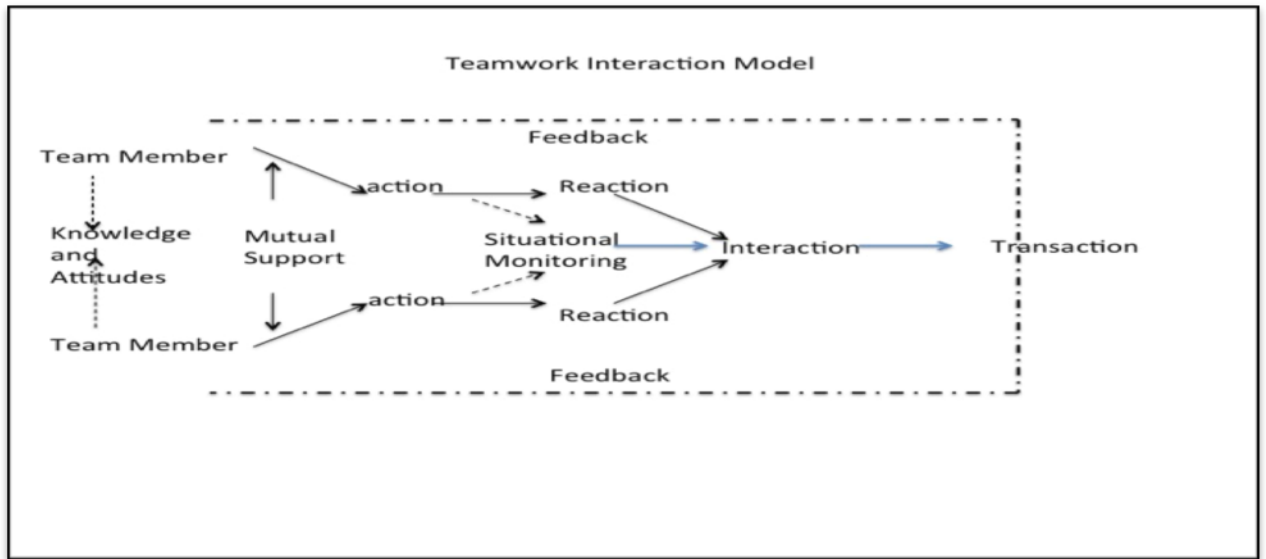 Teamwork Interaction Model
Feedback
Team Member
action
Reaction
Knowledge
and
Attitudes
Mutual
Support
Situational
Monitoring
Interaction
Transaction
action
Reaction
Team Member
Feedback